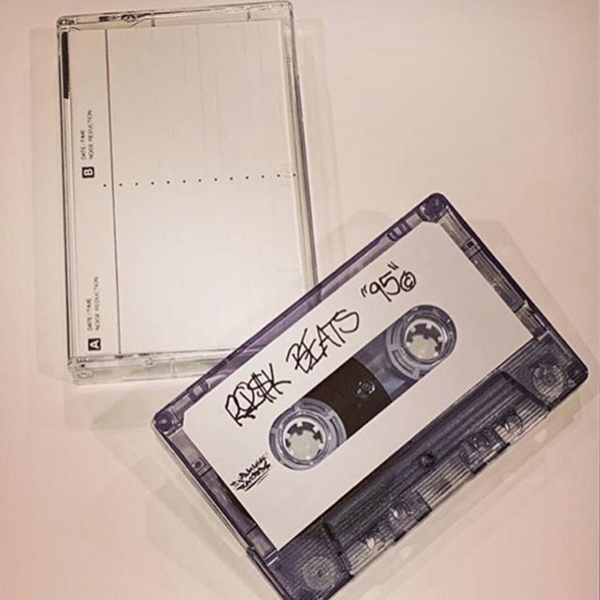 B DATE/TIME
NOISE REDUCTION
A DATE/TIME
NOISE REDUCTION
BEATS "95©